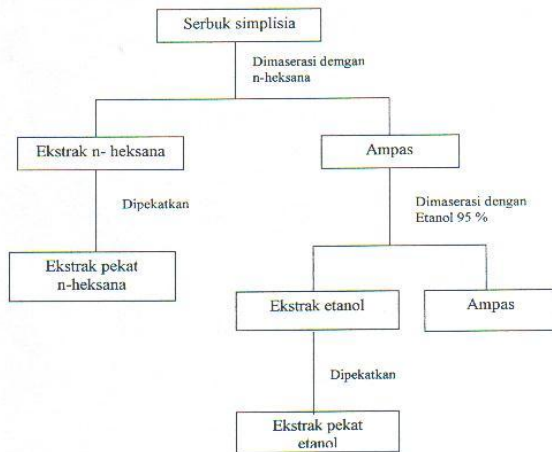 Serbuk simplisia
Dimaserasi demgan
n-heksana
Ekstrak n- heksana
Ampas
Dipekatkan
Dimaserasi dengan
Etanol 95 %
Ekstrak pekat
n-heksana
Ekstrak etanol
Ampas
Dipekatkan
Ekstrak pekat
etanol